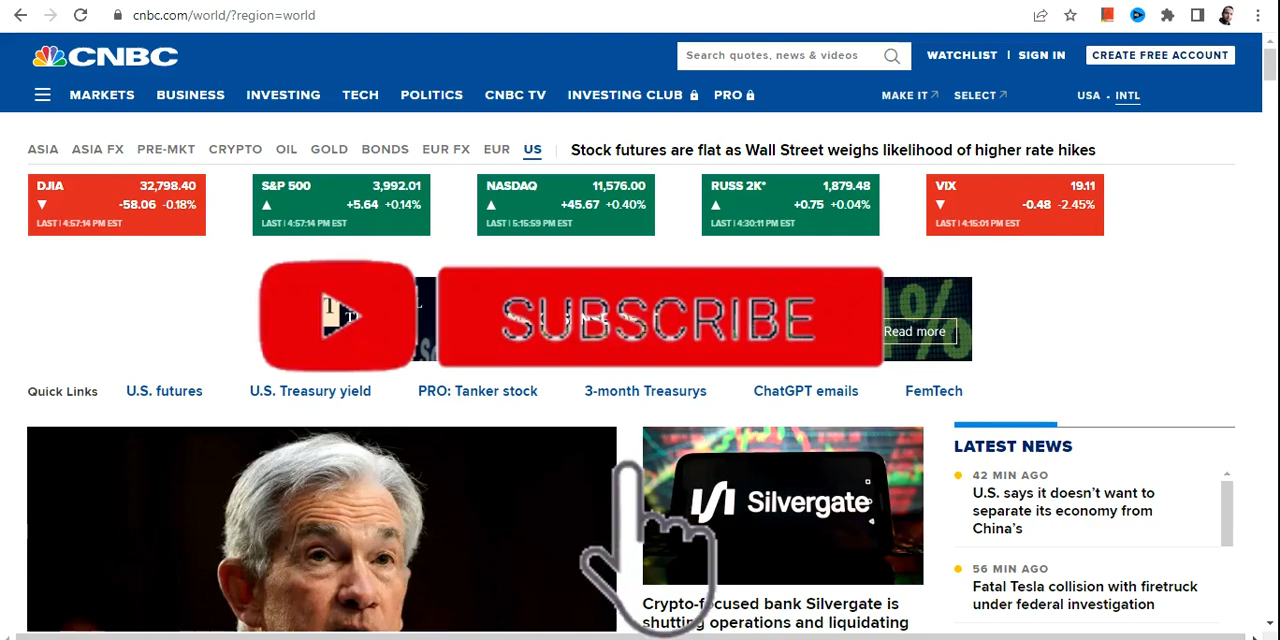 cnbc.com/world/?region=world
CNBC
Search quotes, news & videos
WATCHLIST | SIGN IN
CREATE FREE ACCOUNT
MARKETS BUSINESS INVESTING TECH POLITICS CNBC TV INVESTING CLUB PRO
MAKE IT SELECT
USA • INTL
ASIA ASIA FX PRE-MKT CRYPTO OIL GOLD BONDS EUR FX EUR US
Stock futures are flat as Wall Street weighs likelihood of higher rate hikes
DJIA 32,798.40
-58.06 -0.18%
LAST | 4:57:14 PM EST
S&P 500 3,992.01
+5.64 +0.14%
LAST | 4:57:14 PM EST
NASDAQ 11,576.00
+45.67 +0.40%
LAST | 5:15:59 PM EST
RUSS 2K* 1,879.48
+0.75 +0.04%
LAST | 4:30:11 PM EST
VIX 19.11
-0.48 -2.45%
LAST | 4:15:01 PM EST
SUBSCRIBE
%
Read more
Quick Links U.S. futures U.S. Treasury yield PRO: Tanker stock 3-month Treasurys ChatGPT emails FemTech
Silvergate
Crypto-focused bank Silvergate is
shutting operations and liquidating
LATEST NEWS
42 MIN AGO
U.S. says it doesn't want to
separate its economy from
China's
56 MIN AGO
Fatal Tesla collision with firetruck
under federal investigation